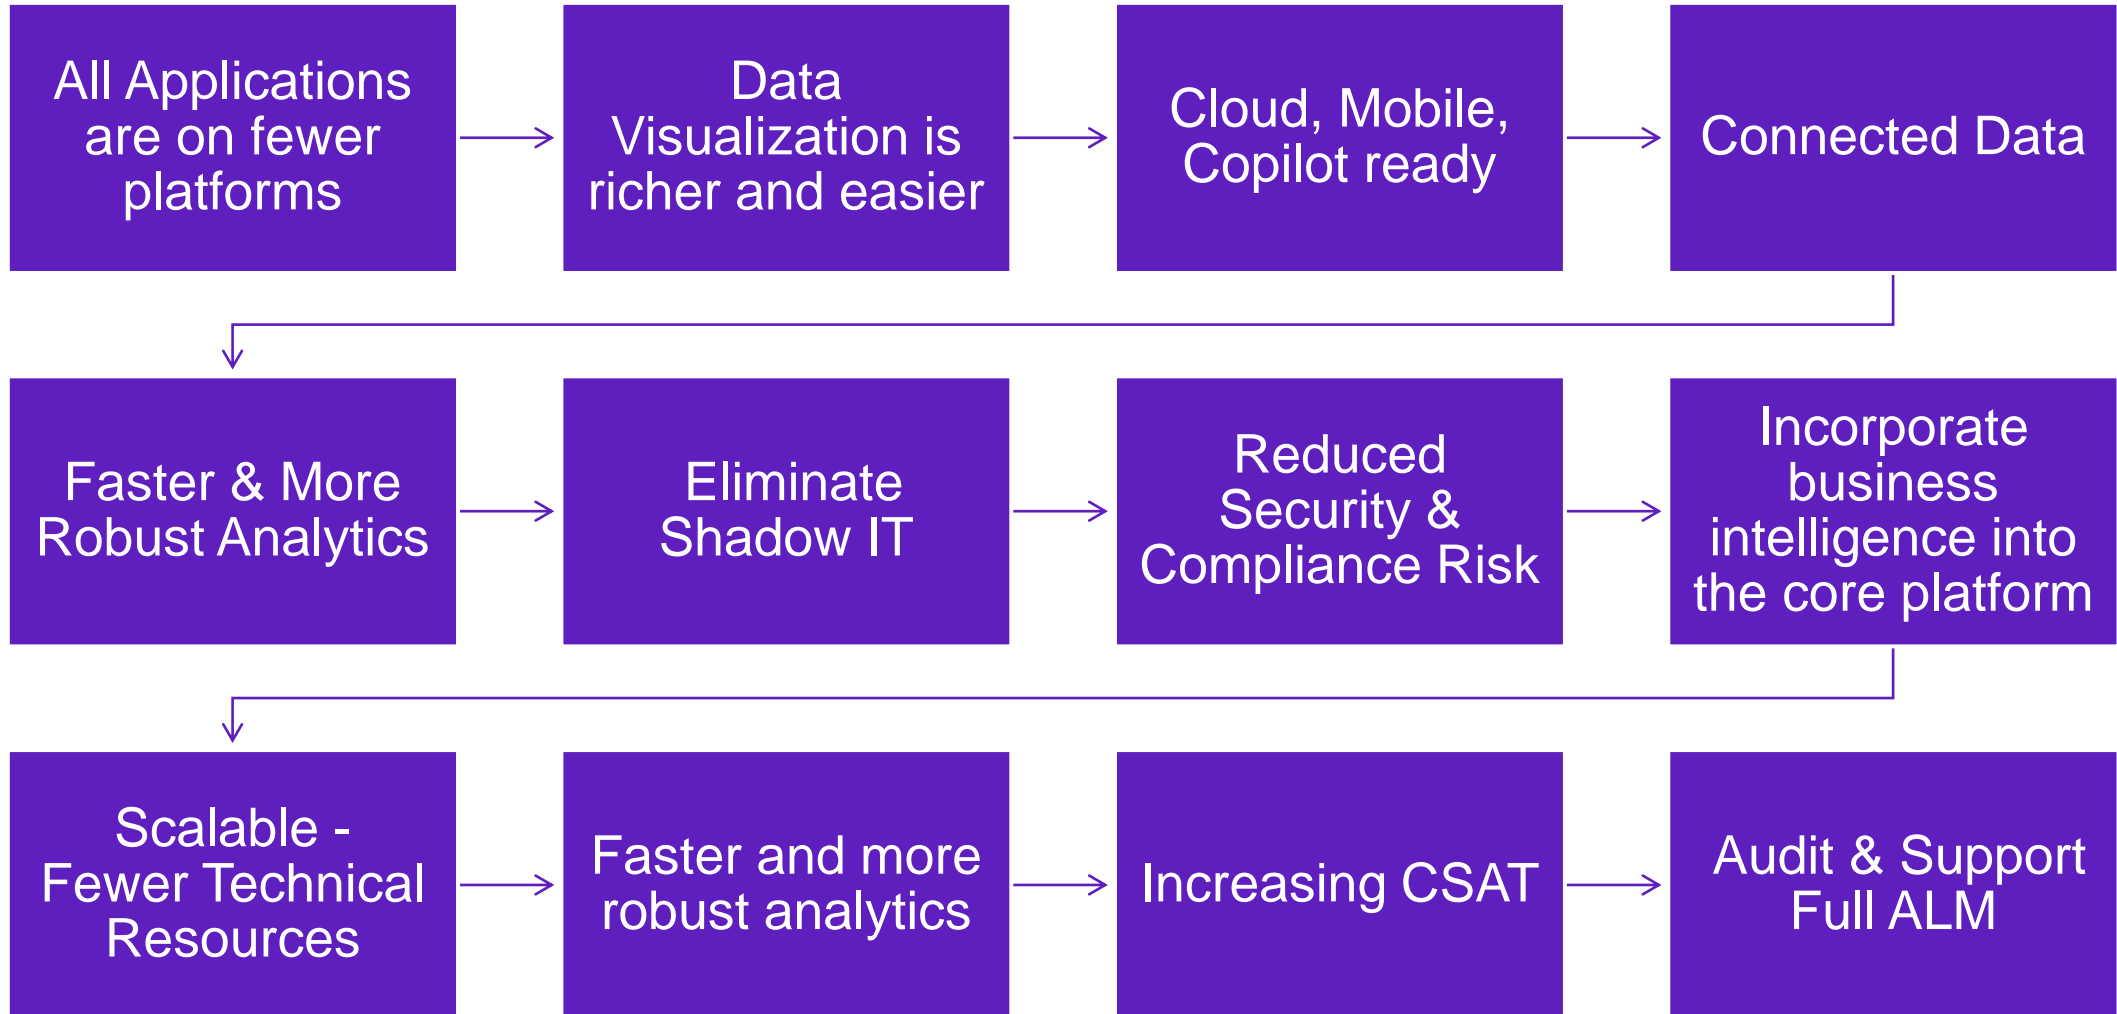 All Applications
are on fewer
platforms
Data
Visualization is
richer and easier
Cloud, Mobile,
Copilot ready
Connected Data
Faster & More
Robust Analytics
Eliminate
Shadow IT
Reduced
Security &
Compliance Risk
Incorporate
business
intelligence into
the core platform
Scalable -
Fewer Technical
Resources
Faster and more
robust analytics
Increasing CSAT
Audit & Support
Full ALM